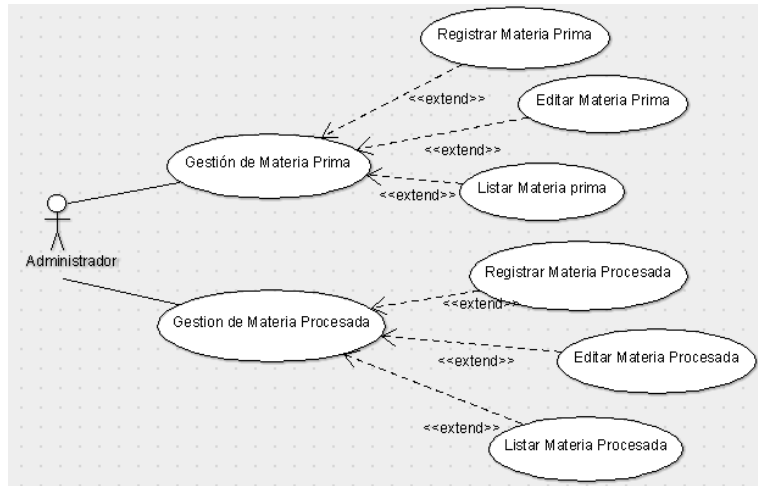 Registrar Materia Prima
<<extend>>
Editar Materia Prima
<<extend>>
Gestión de Materia Prima
Listar Materia prima
<<extend>>
Administrador
Registrar Materia Procesada
<<extend>>
Gestion de Materia Procesada
Editar Materia Procesada
<<extend>>
<<extend>>
Listar Materia Procesada